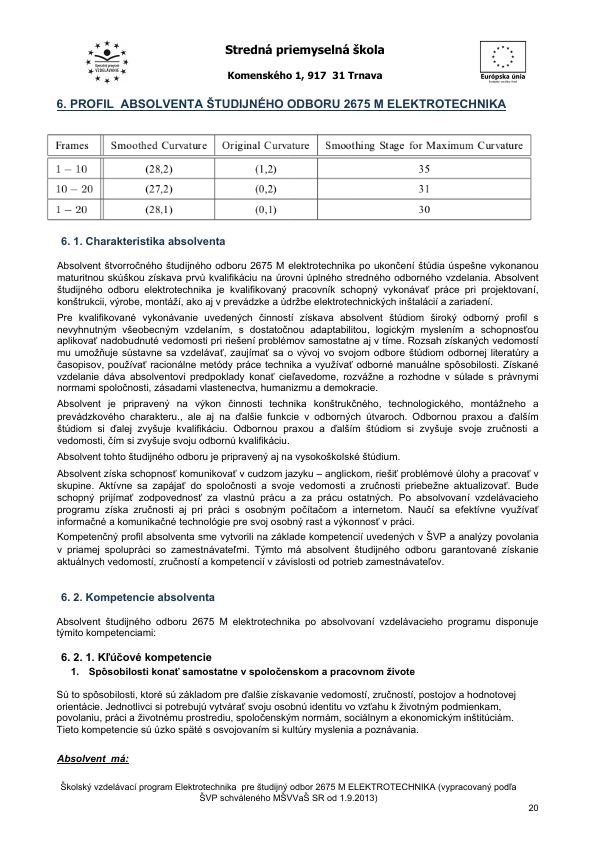 Stredná priemyselná škola
Komenského 1, 917 31 Trnava
VZDELÁVANIE
Európska únia
6. PROFIL ABSOLVENTA ŠTUDIJNÉHO ODBORU 2675 M ELEKTROTECHNIKA
Frames Smoothed Curvature Original Curvature Smoothing Stage for Maximum Curvature
1 − 10 (28,2) (1,2) 35
10 − 20 (27,2) (0,2) 31
1 − 20 (28,1) (0,1) 30
6. 1. Charakteristika absolventa
Absolvent štvorročného študijného odboru 2675 M elektrotechnika po ukončení štúdia úspešne vykonanou
maturitnou skúškou získava prvú kvalifikáciu na úrovni úplného stredného odborného vzdelania. Absolvent
študijného odboru elektrotechnika je kvalifikovaný pracovník schopný vykonávať práce pri projektovaní,
konštrukcii, výrobe, montáží, ako aj v prevádzke a údržbe elektrotechnických inštalácií a zariadení.
Pre kvalifikované vykonávanie uvedených činností získava absolvent štúdiom široký odborný profil s
nevyhnutným všeobecným vzdelaním, s dostatočnou adaptabilitou, logickým myslením a schopnosťou
aplikovať nadobudnuté vedomosti pri riešení problémov samostatne aj v tíme. Rozsah získaných vedomostí
mu umožňuje sústavne sa vzdelávať, zaujímať sa o vývoj vo svojom odbore štúdiom odbornej literatúry a
časopisov, používať racionálne metódy práce technika a využívať odborné manuálne spôsobilosti. Získané
vzdelanie dáva absolventovi predpoklady konať cieľavedome, rozvážne a rozhodne v súlade s právnymi
normami spoločnosti, zásadami vlastenectva, humanizmu a demokracie.
Absolvent je pripravený na výkon činnosti technika konštrukčného, technologického, montážneho a
prevádzkového charakteru., ale aj na ďalšie funkcie v odborných útvaroch. Odbornou praxou a ďalším
štúdiom si ďalej zvyšuje kvalifikáciu. Odbornou praxou a ďalším štúdiom si zvyšuje svoje zručnosti a
vedomosti, čím si zvyšuje svoju odbornú kvalifikáciu.
Absolvent tohto študijného odboru je pripravený aj na vysokoškolské štúdium.
Absolvent získa schopnosť komunikovať v cudzom jazyku – anglickom, riešiť problémové úlohy a pracovať v
skupine. Aktívne sa zapájať do spoločnosti a svoje vedomosti a zručnosti priebežne aktualizovať. Bude
schopný prijímať zodpovednosť za vlastnú prácu a za prácu ostatných. Po absolvovaní vzdelávacieho
programu získa zručnosti aj pri práci s osobným počítačom a internetom. Naučí sa efektívne využívať
informačné a komunikačné technológie pre svoj osobný rast a výkonnosť v práci.
Kompetenčný profil absolventa sme vytvorili na základe kompetencií uvedených v ŠVP a analýzy povolania
v priamej spolupráci so zamestnávateľmi. Týmto má absolvent študijného odboru garantované získanie
aktuálnych vedomostí, zručností a kompetencií v závislosti od potrieb zamestnávateľov.
6. 2. Kompetencie absolventa
Absolvent študijného odboru 2675 M elektrotechnika po absolvovaní vzdelávacieho programu disponuje
týmito kompetenciami:
6. 2. 1. Kľúčové kompetencie
1. Spôsobilosti konať samostatne v spoločenskom a pracovnom živote
Sú to spôsobilosti, ktoré sú základom pre ďalšie získavanie vedomostí, zručností, postojov a hodnotovej
orientácie. Jednotlivci si potrebujú vytvárať svoju osobnú identitu vo vzťahu k životným podmienkam,
povolaniu, práci a životnému prostrediu, spoločenským normám, sociálnym a ekonomickým inštitúciám.
Tieto kompetencie sú úzko späté s osvojovaním si kultúry myslenia a poznávania.
Absolvent má:
Školský vzdelávací program Elektrotechnika pre študijný odbor 2675 M ELEKTROTECHNIKA (vypracovaný podľa
ŠVP schváleného MŠVVaŠ SR od 1.9.2013)
20